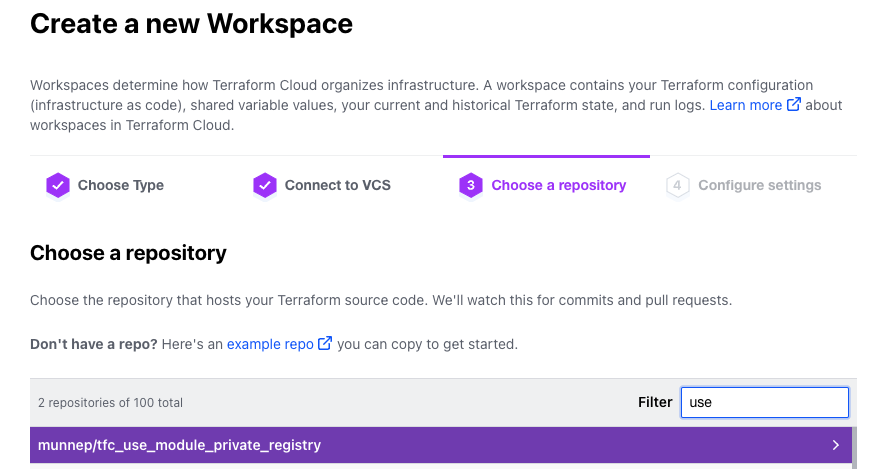 Create a new Workspace
Workspaces determine how Terraform Cloud organizes infrastructure. A workspace contains your Terraform configuration
(infrastructure as code), shared variable values, your current and historical Terraform state, and run logs. Learn more about
workspaces in Terraform Cloud.
Choose Type
Connect to VCS
3 Choose a repository
4 Configure settings
Choose a repository
Choose the repository that hosts your Terraform source code. We'll watch this for commits and pull requests.
Don't have a repo? Here's an example repo you can copy to get started.
2 repositories of 100 total
Filter use
munnep/tfc_use_module_private_registry